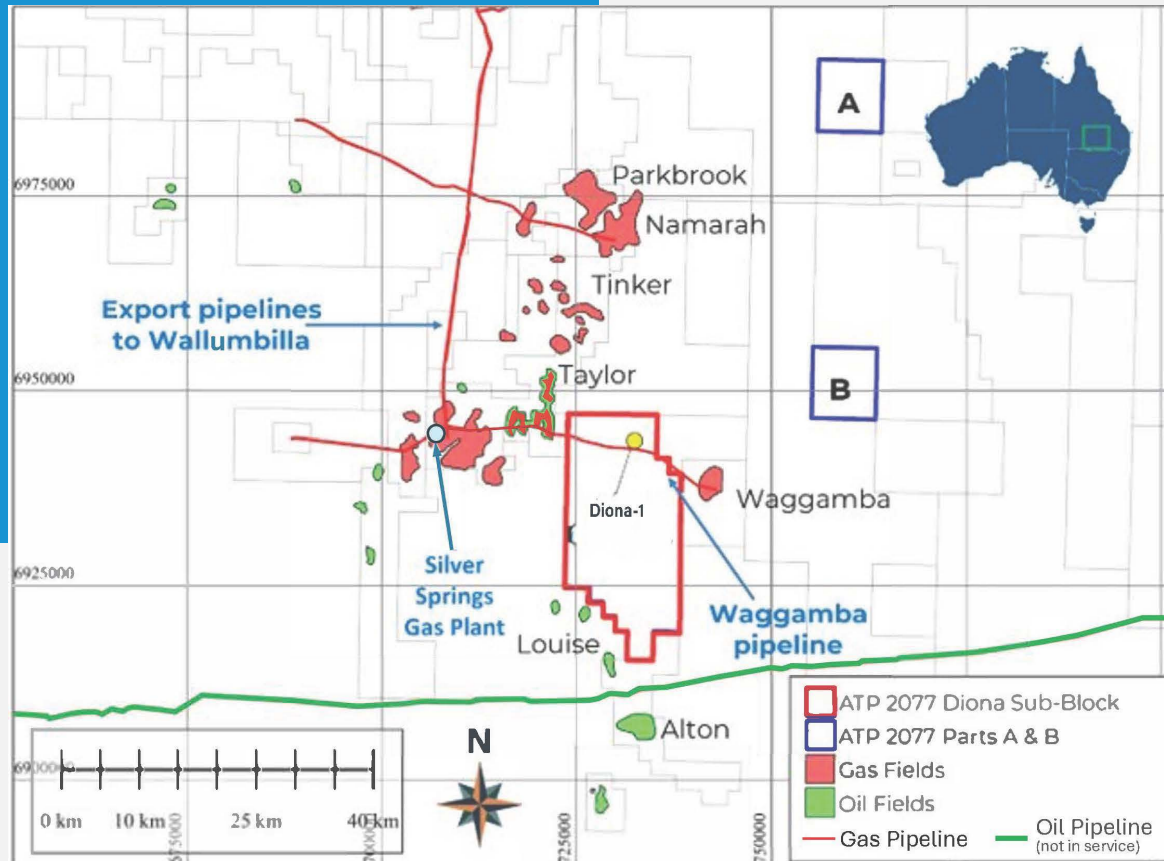 A
6975000
Parkbrook
Namarah
Tinker
Export pipelines
to Wallumbilla
6950000
Taylor
B
Diona-1
Waggamba
Silver
Springs
Gas Plant
6925000
Waggamba
pipeline
Louise
Alton
N
0 km
10 km
25 km
40 km
725000
750000
ATP 2077 Diona Sub-Block
ATP 2077 Parts A & B
Gas Fields
Oil Fields
Gas Pipeline
Oil Pipeline
(not in service)